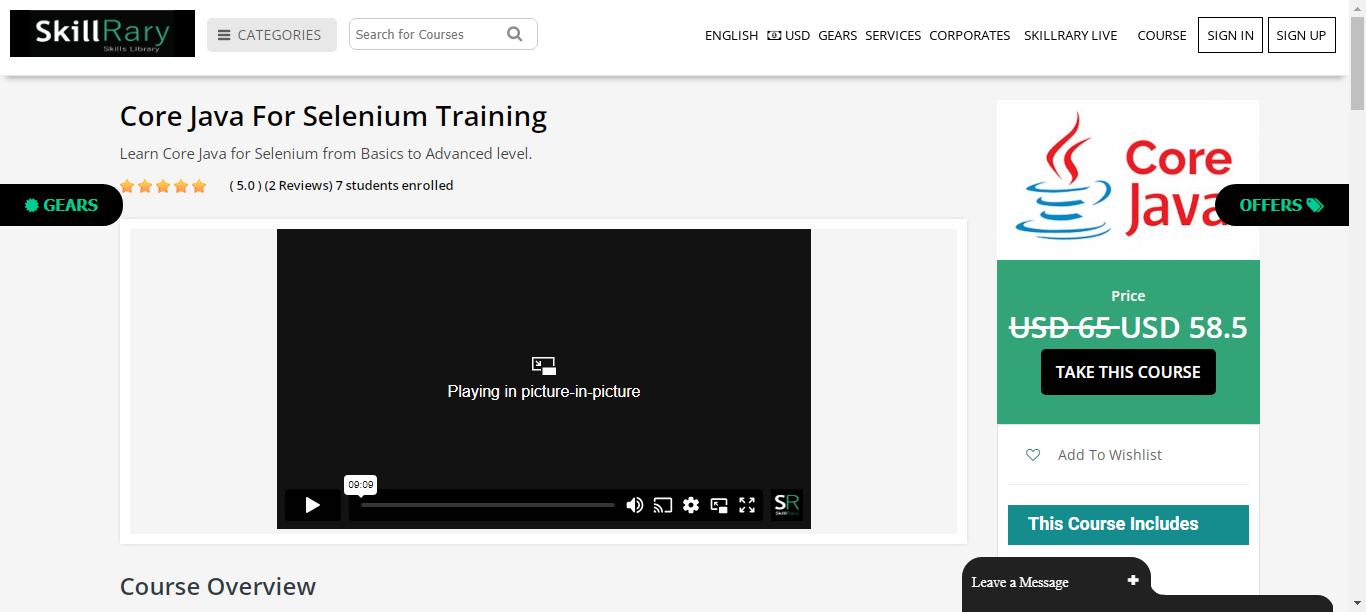 SkillRary
Skills Library
CATEGORIES
Search for Courses
ENGLISH USD GEARS SERVICES CORPORATES SKILLRARY LIVE COURSE SIGN IN SIGN UP
Core Java For Selenium Training
Learn Core Java for Selenium from Basics to Advanced level.
( 5.0 ) (2 Reviews) 7 students enrolled
GEARS
Core
Java
OFFERS
Playing in picture-in-picture
09:09
SR
SkillRary
Price
USD 65 USD 58.5
TAKE THIS COURSE
Add To Wishlist
This Course Includes
Course Overview
Leave a Message +